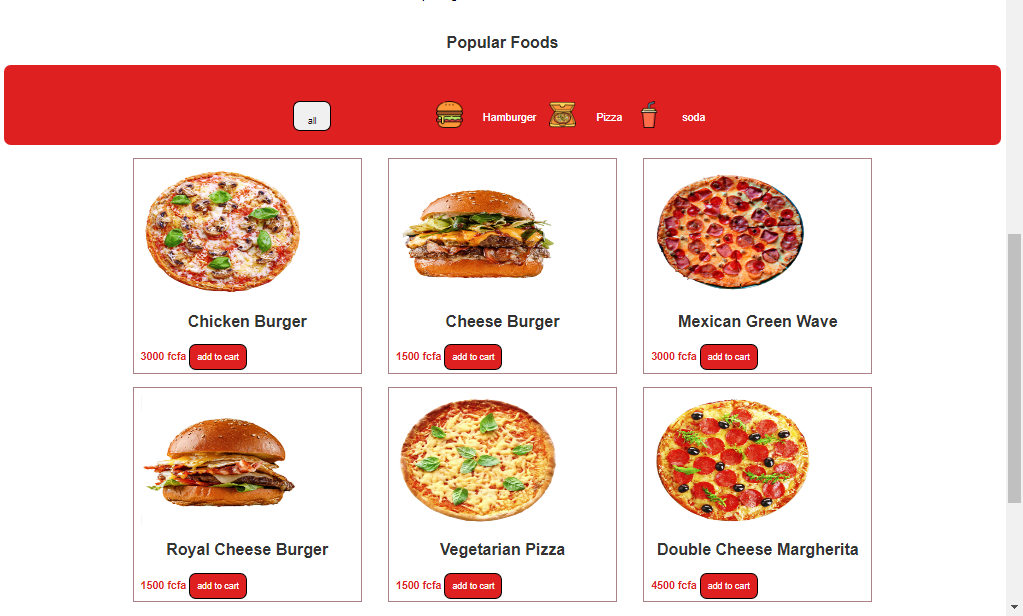 Popular Foods
all Hamburger Pizza soda
Chicken Burger Cheese Burger Mexican Green Wave
3000 fcfa add to cart 1500 fcfa add to cart 3000 fcfa add to cart
Royal Cheese Burger Vegetarian Pizza Double Cheese Margherita
1500 fcfa add to cart 1500 fcfa add to cart 4500 fcfa add to cart